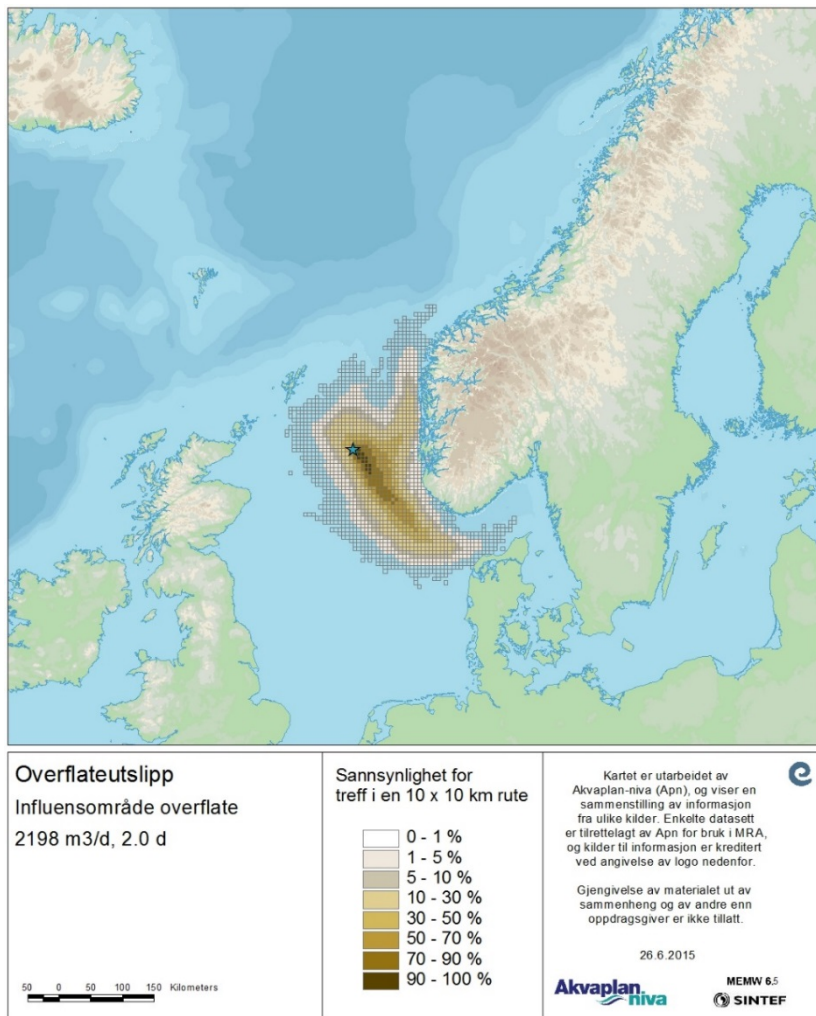 Overflateutslipp
Influensområde overflate
2198 m3/d, 2.0 d
50 0 50 100 150 Kilometers
Sannsynlighet for
treff i en 10 x 10 km rute
0 - 1 %
1 - 5 %
5 - 10 %
10 - 30 %
30 - 50 %
50 - 70 %
70 - 90 %
90 - 100 %
Kartet er utarbeidet av
Akvaplan-niva (Apn), og viser en
sammenstilling av informasjon
fra ulike kilder. Enkelte datasett
er tilrettelagt av Apn for bruk i MRA,
og kilder til informasjon er kreditert
ved angivelse av logo nedenfor.
Gjengivelse av materialet ut av
sammenheng og av andre enn
oppdragsgiver er ikke tillatt.
26.6.2015
Akvaplan
niva
MEMW 6.5
SINTEF